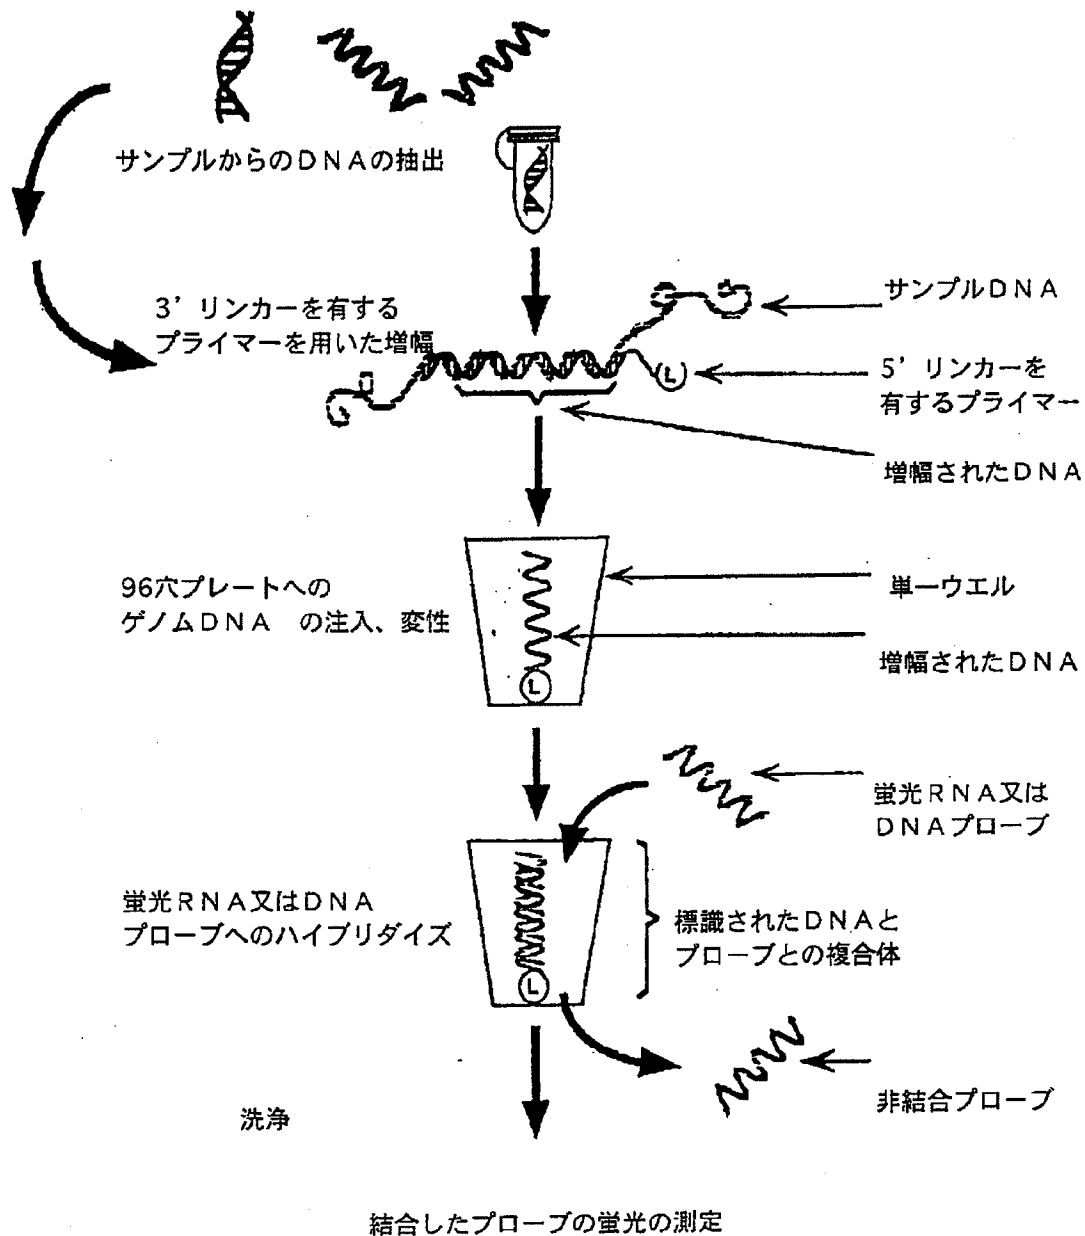 サンプルからのDNAの抽出
3’リンカーを有する
プライマーを用いた増幅
サンプルDNA
5’リンカーを
有するプライマー
L
増幅されたDNA
96穴プレートへの
ゲノムDNA の注入、変性
単一ウエル
増幅されたDNA
L
蛍光RNA又は
DNAプローブ
蛍光RNA又はDNA
プローブへのハイブリダイズ
標識されたDNAと
プローブとの複合体
L
非結合プローブ
洗浄
結合したプローブの蛍光の測定